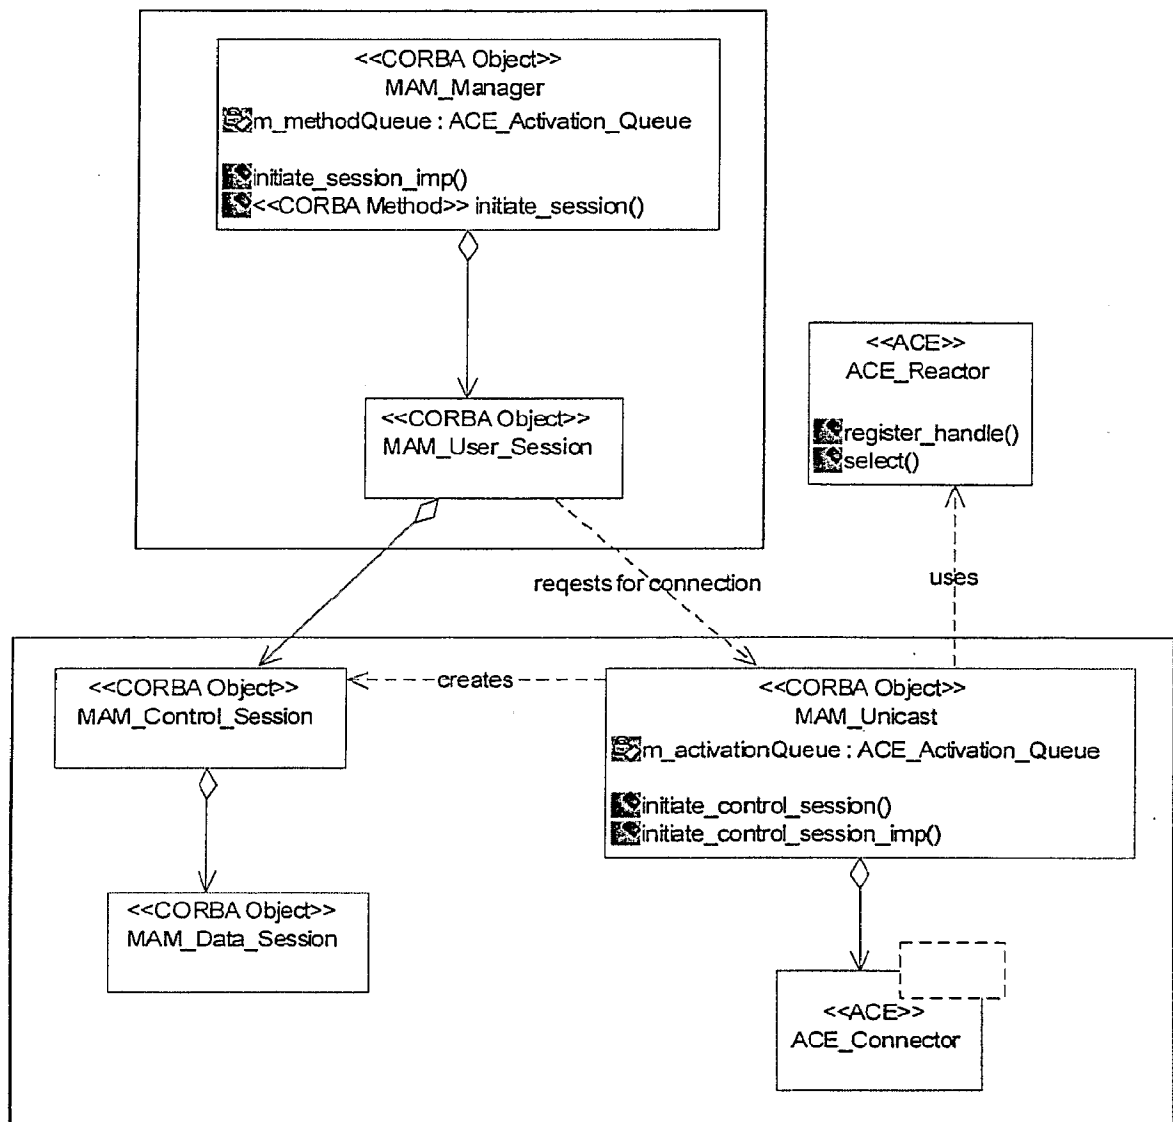 <<CORBA Object>>
MAM_Manager
m_methodQueue : ACE_Activation_Queue
initiate_session_imp()
<<CORBA Method>> initiate_session()
<<CORBA Object>>
MAM_User_Session
<<ACE>>
ACE_Reactor
register_handle()
select()
reqests for connection
uses
<<CORBA Object>>
MAM_Control_Session
creates
<<CORBA Object>>
MAM_Unicast
m_activationQueue : ACE_Activation_Queue
initiate_control_session()
initiate_control_session_imp()
<<CORBA Object>>
MAM_Data_Session
<<ACE>>
ACE_Connector